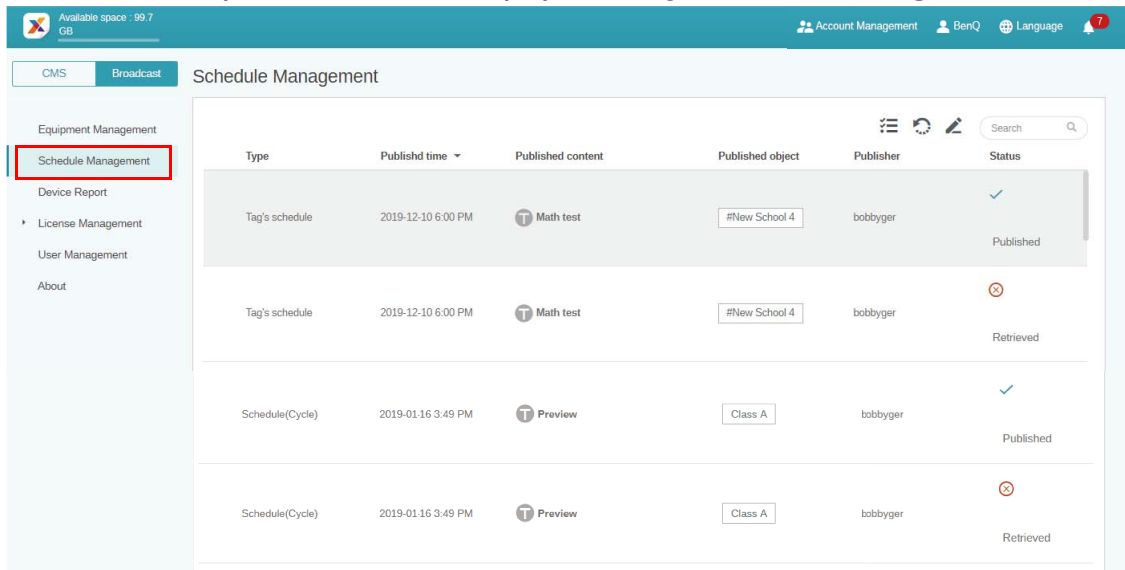 Available space : 99.7
GB
Account Management
BenQ
Language
7
CMS
Broadcast
Schedule Management
Equipment Management
Schedule Management
Device Report
License Management
User Management
About
Search
Type Publishd time Published content Published object Publisher Status
Tag's schedule 2019-12-10 6:00 PM T Math test #New School 4 bobbyger
Published
Tag's schedule 2019-12-10 6:00 PM T Math test #New School 4 bobbyger
Retrieved
Schedule(Cycle) 2019-01-16 3:49 PM T Preview Class A bobbyger
Published
Schedule(Cycle) 2019-01-16 3:49 PM T Preview Class A bobbyger
Retrieved